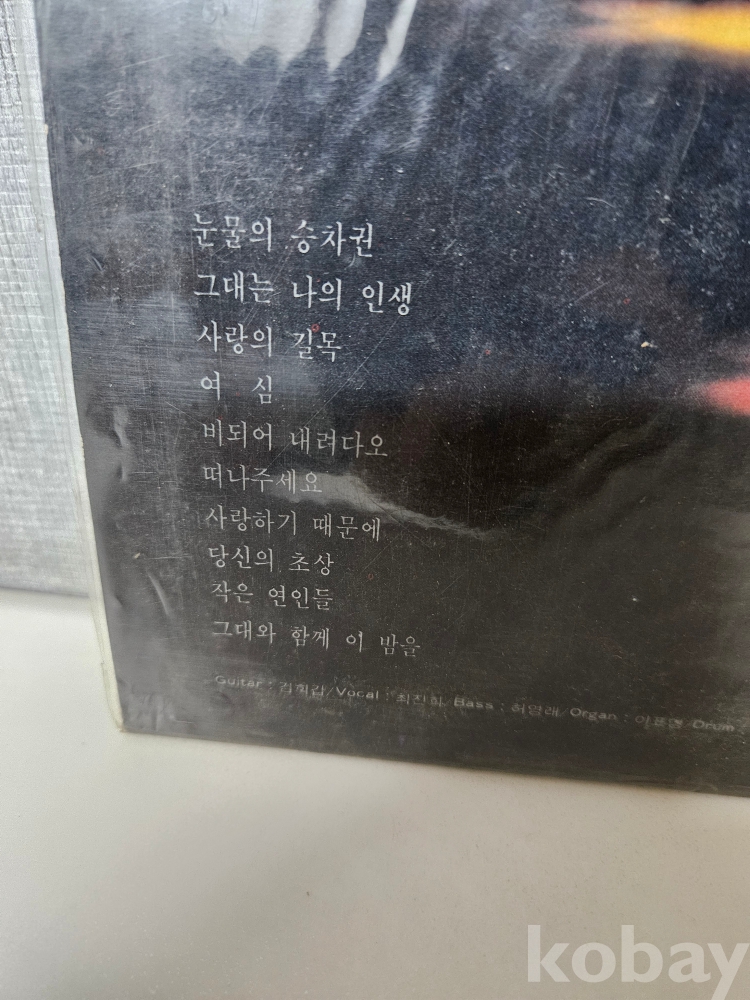 눈물의 승차권
그대는 나의 인생
사랑의 길목
여 심
비되어 내려다오
떠나주세요
사랑하기 때문에
당신의 초상
작은 연인들
그대와 함께 이 밤을
Guitar : 김희갑/Vocal : 최진희/Bass : 허영래/Organ : /Drum
kobay